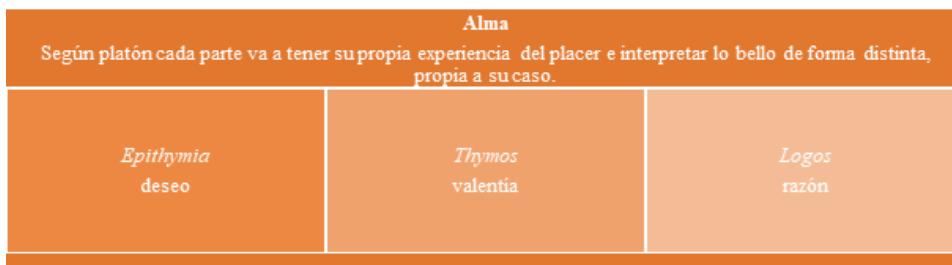 Alma
Según platón cada parte va a tener su propia experiencia del placer e interpretar lo bello de forma distinta,
propia a su caso.
Epithymia Thymos Logos
deseo valentía razón